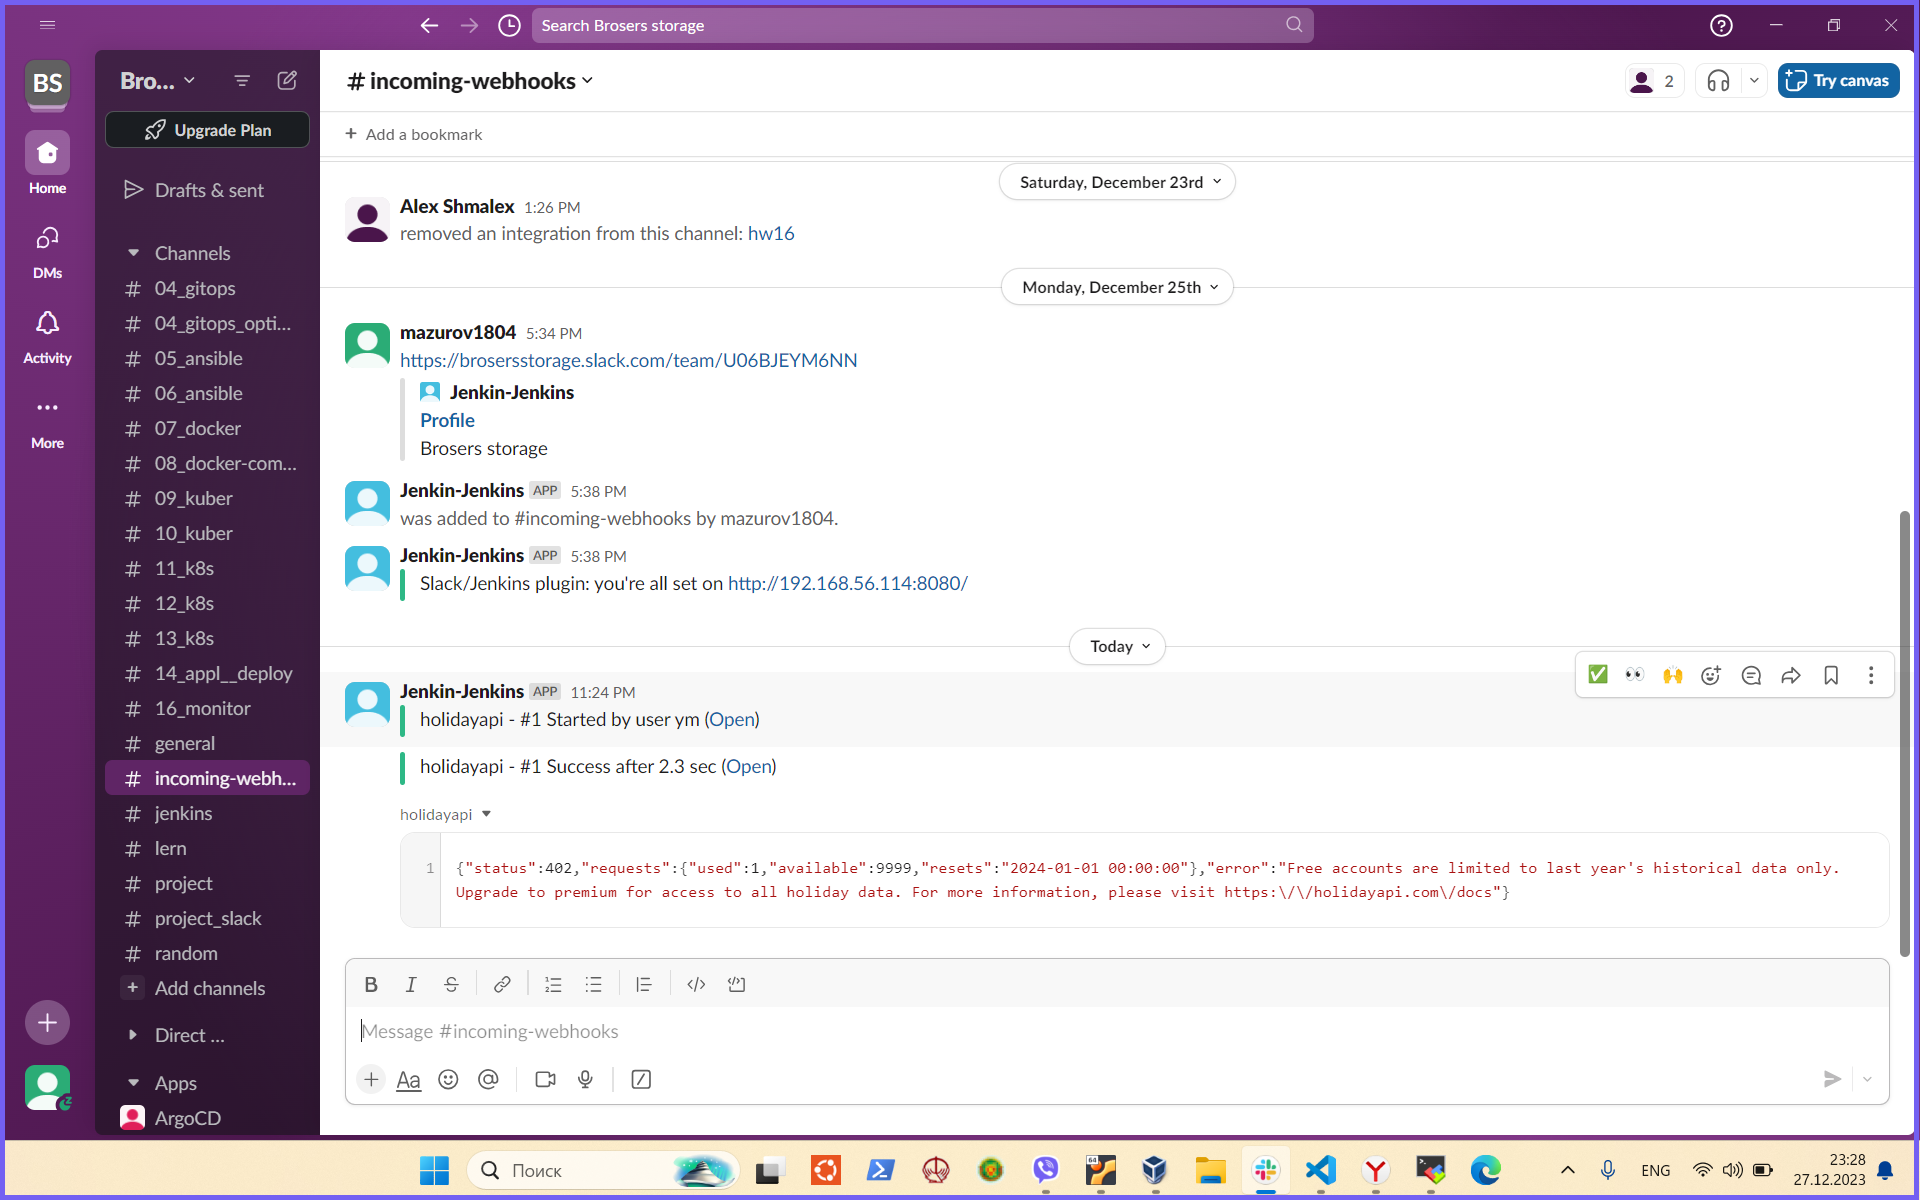 Search Brosers storage
BS
Home
DMs
Activity
More
Bro...
Upgrade Plan
Drafts & sent
Channels
# 04_gitops
# 04_gitops_opti...
# 05_ansible
# 06_ansible
# 07_docker
# 08_docker-com...
# 09_kuber
# 10_kuber
# 11_k8s
# 12_k8s
# 13_k8s
# 14_appl__deploy
# 16_monitor
# general
# incoming-webh...
# jenkins
# lern
# project
# project_slack
# random
+ Add channels
Direct ...
Apps
ArgoCD
# incoming-webhooks
2
Try canvas
+ Add a bookmark
Saturday, December 23rd
Alex Shmalex 1:26 PM
removed an integration from this channel: hw16
Monday, December 25th
mazurov1804 5:34 PM
https://brosersstorage.slack.com/team/U06BJEYM6NN
Jenkin-Jenkins
Profile
Brosers storage
Jenkin-Jenkins APP 5:38 PM
was added to #incoming-webhooks by mazurov1804.
Jenkin-Jenkins APP 5:38 PM
Slack/Jenkins plugin: you're all set on http://192.168.56.114:8080/
Today
Jenkin-Jenkins APP 11:24 PM
holidayapi - #1 Started by user ym (Open)
holidayapi - #1 Success after 2.3 sec (Open)
holidayapi
1 {"status":402,"requests":{"used":1,"available":9999,"resets":"2024-01-01 00:00:00"},"error":"Free accounts are limited to last year's historical data only.
Upgrade to premium for access to all holiday data. For more information, please visit https:\/\/holidayapi.com\/docs"}
B I S
Message #incoming-webhooks
+ Aa @
Поиск
64
ENG
23:28
27.12.2023